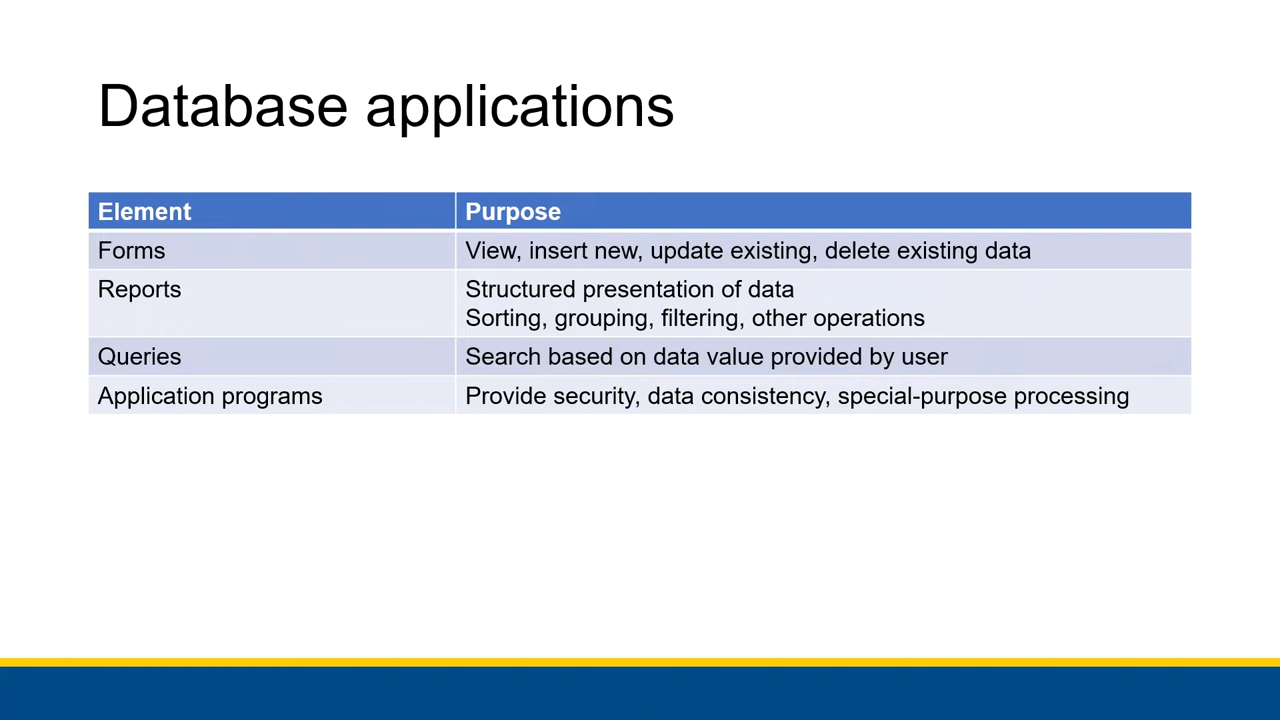 Database applications
Element Purpose
Forms View, insert new, update existing, delete existing data
Reports Structured presentation of data
Sorting, grouping, filtering, other operations
Queries Search based on data value provided by user
Application programs Provide security, data consistency, special-purpose processing